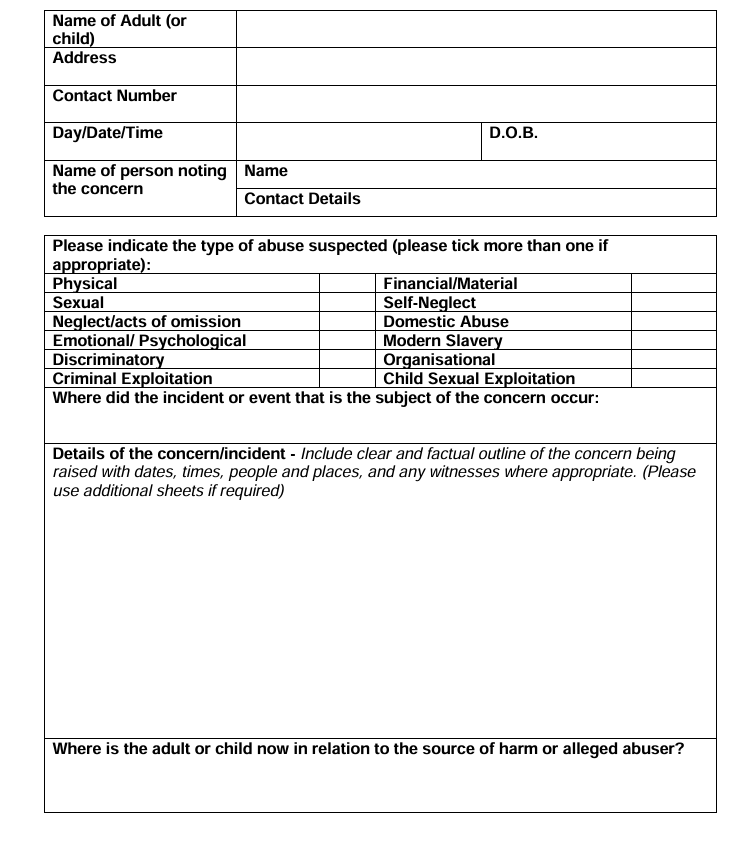 Name of Adult (or
child)
Address
Contact Number
Day/Date/Time
D.O.B.
Name of person noting
the concern
Name
Contact Details
Please indicate the type of abuse suspected (please tick more than one if
appropriate):
Physical
Financial/Material
Sexual
Self-Neglect
Neglect/acts of omission
Domestic Abuse
Emotional/ Psychological
Modern Slavery
Discriminatory
Organisational
Criminal Exploitation
Child Sexual Exploitation
Where did the incident or event that is the subject of the concern occur:
Details of the concern/incident - Include clear and factual outline of the concern being
raised with dates, times, people and places, and any witnesses where appropriate. (Please
use additional sheets if required)
Where is the adult or child now in relation to the source of harm or alleged abuser?